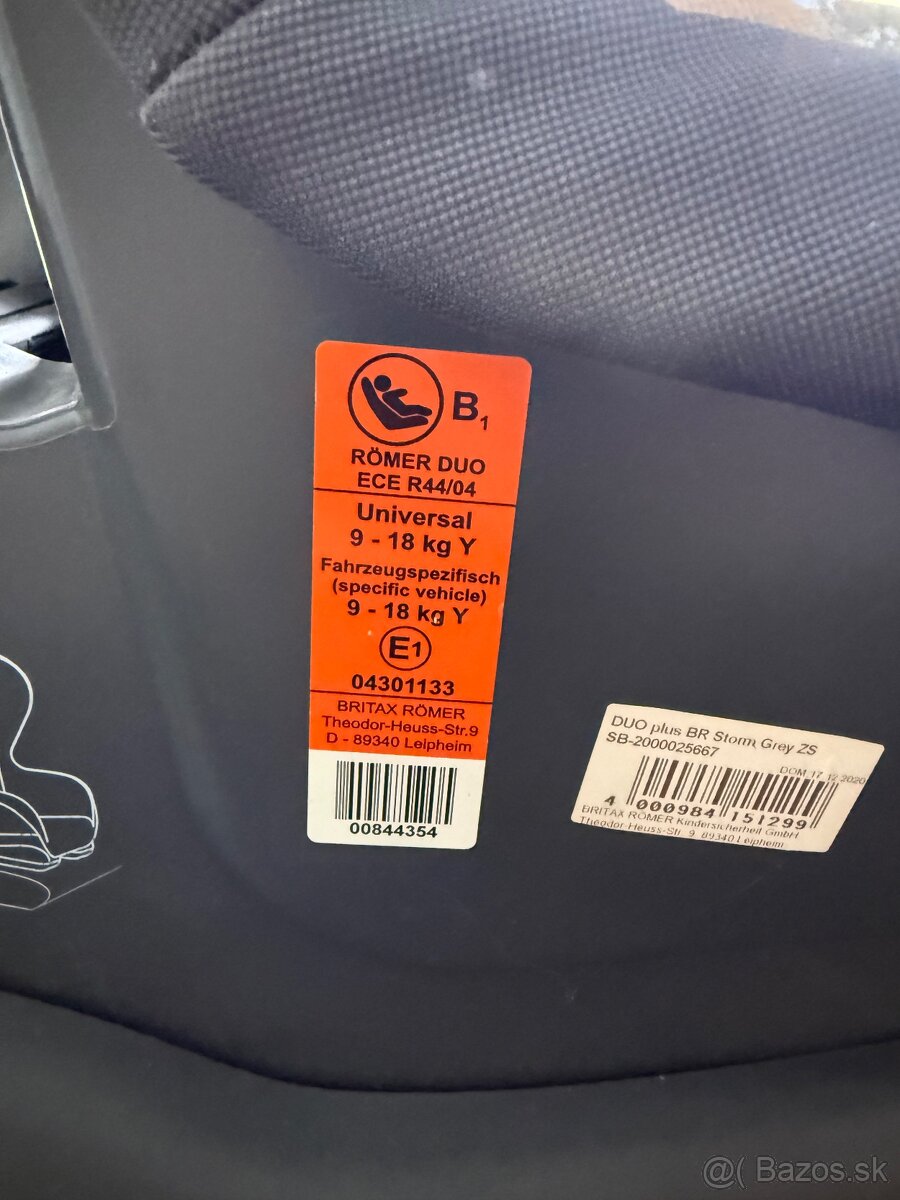 B1
RÖMER DUO
ECE R44/04
Universal
9 - 18 kg Y
Fahrzeugspezifisch
(specific vehicle)
9 - 18 kg Y
E1
04301133
BRITAX RÖMER
Theodor-Heuss-Str.9
D - 89340 Leipheim
00844354
DUO plus BR Storm Grey ZS
SB-2000025667
DOM 17.12.2020
4 000984 151299
BRITAX RÖMER Kindersicherheit GmbH
Theodor-Heuss-Str. 9, 89340 Leipheim
@( Bazos.sk